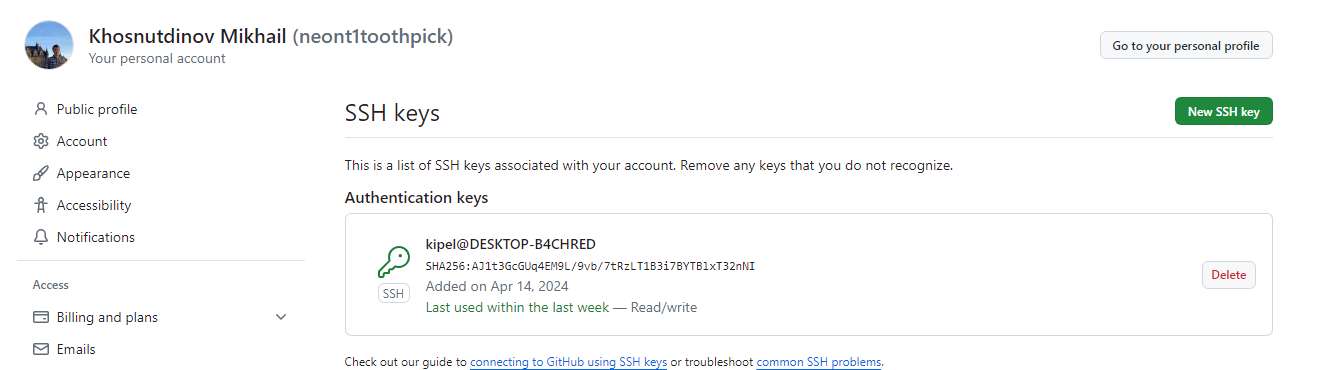 Khosnutdinov Mikhail (neont1toothpick)
Your personal account
Go to your personal profile
Public profile
Account
Appearance
Accessibility
Notifications
Access
Billing and plans
Emails
SSH keys
New SSH key
This is a list of SSH keys associated with your account. Remove any keys that you do not recognize.
Authentication keys
SSH
kipel@DESKTOP-B4CHRED
SHA256:AJ1t3GcGUq4EM9L/9vb/7tRzLT1B3i7BYTBlxT32nNI
Added on Apr 14, 2024
Last used within the last week — Read/write
Delete
Check out our guide to connecting to GitHub using SSH keys or troubleshoot common SSH problems.